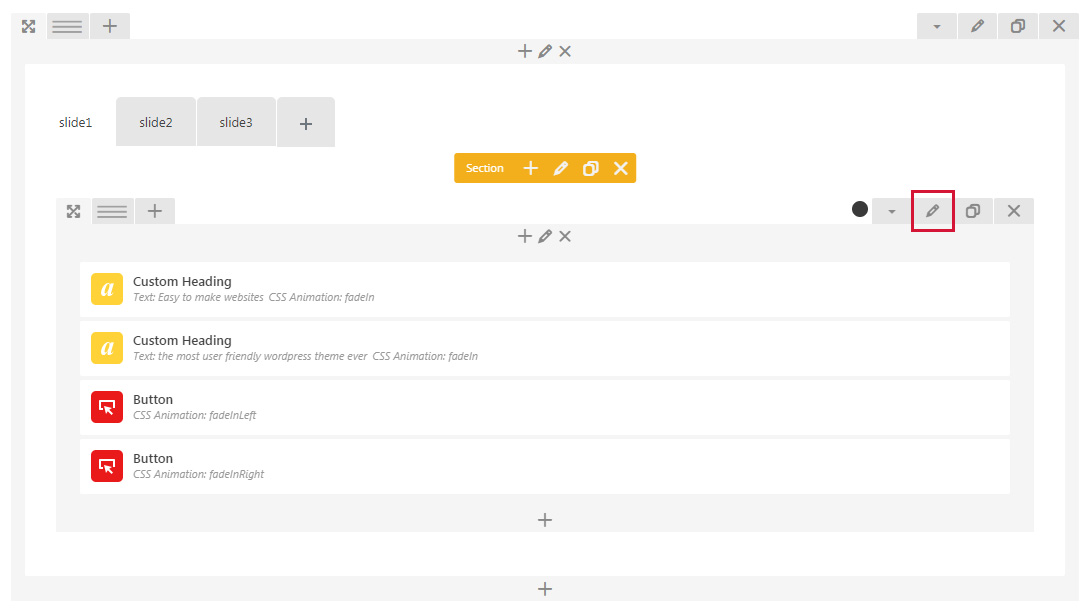 slide1
slide2
slide3
Section
Custom Heading
Text: Easy to make websites CSS Animation: fadeIn
Custom Heading
Text: the most user friendly wordpress theme ever CSS Animation: fadeIn
Button
CSS Animation: fadeInLeft
Button
CSS Animation: fadeInRight